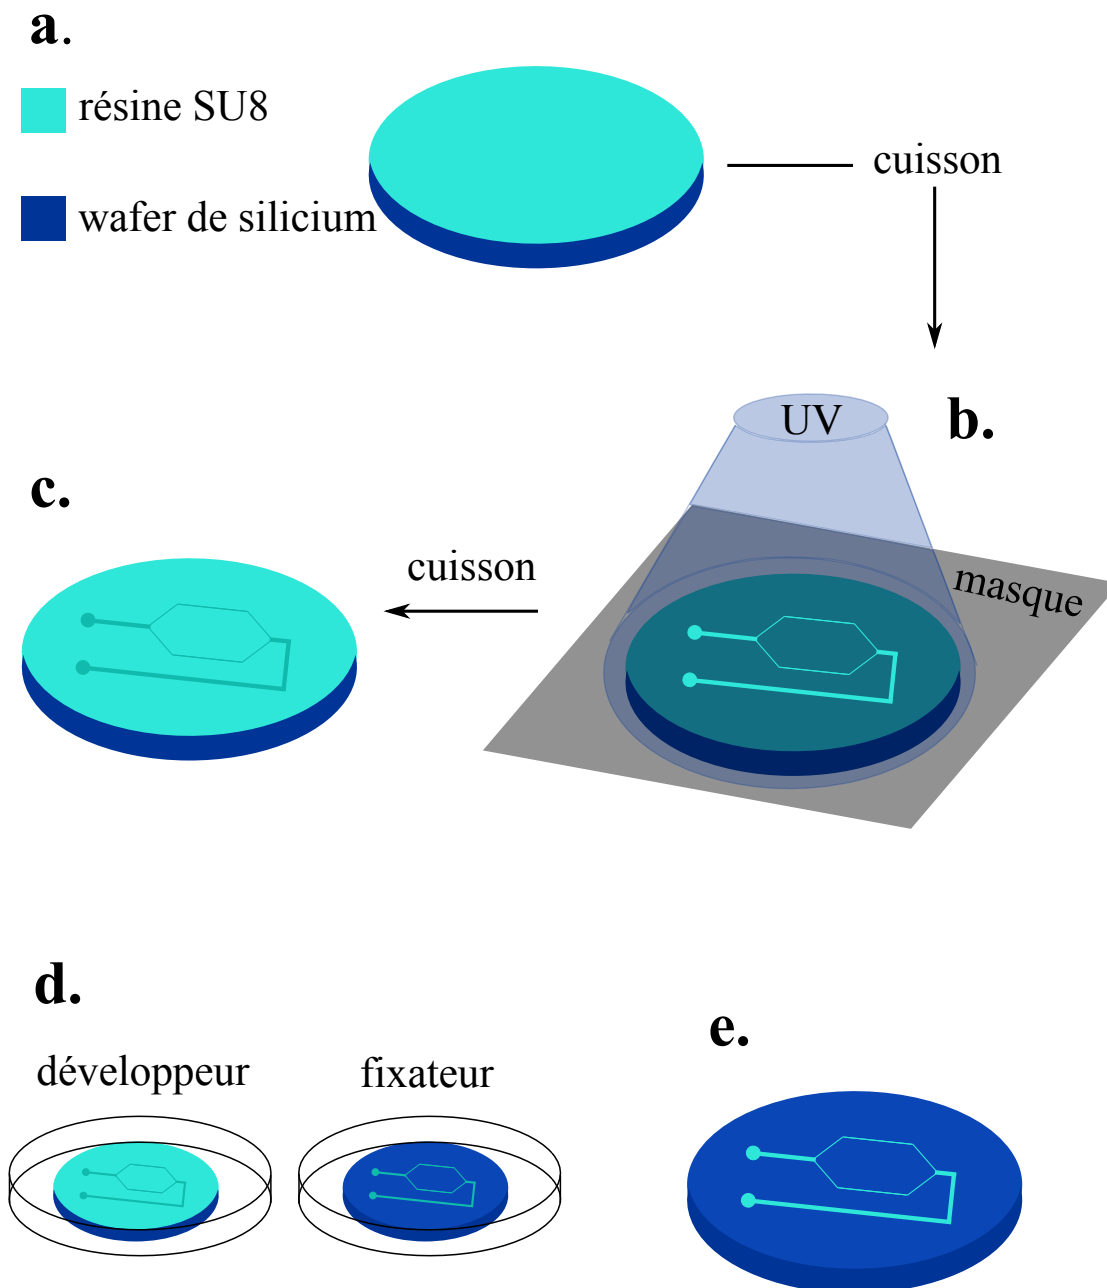 a.
résine SU8
wafer de silicium
cuisson
UV
b.
masque
c.
cuisson
d.
développeur
fixateur
e.